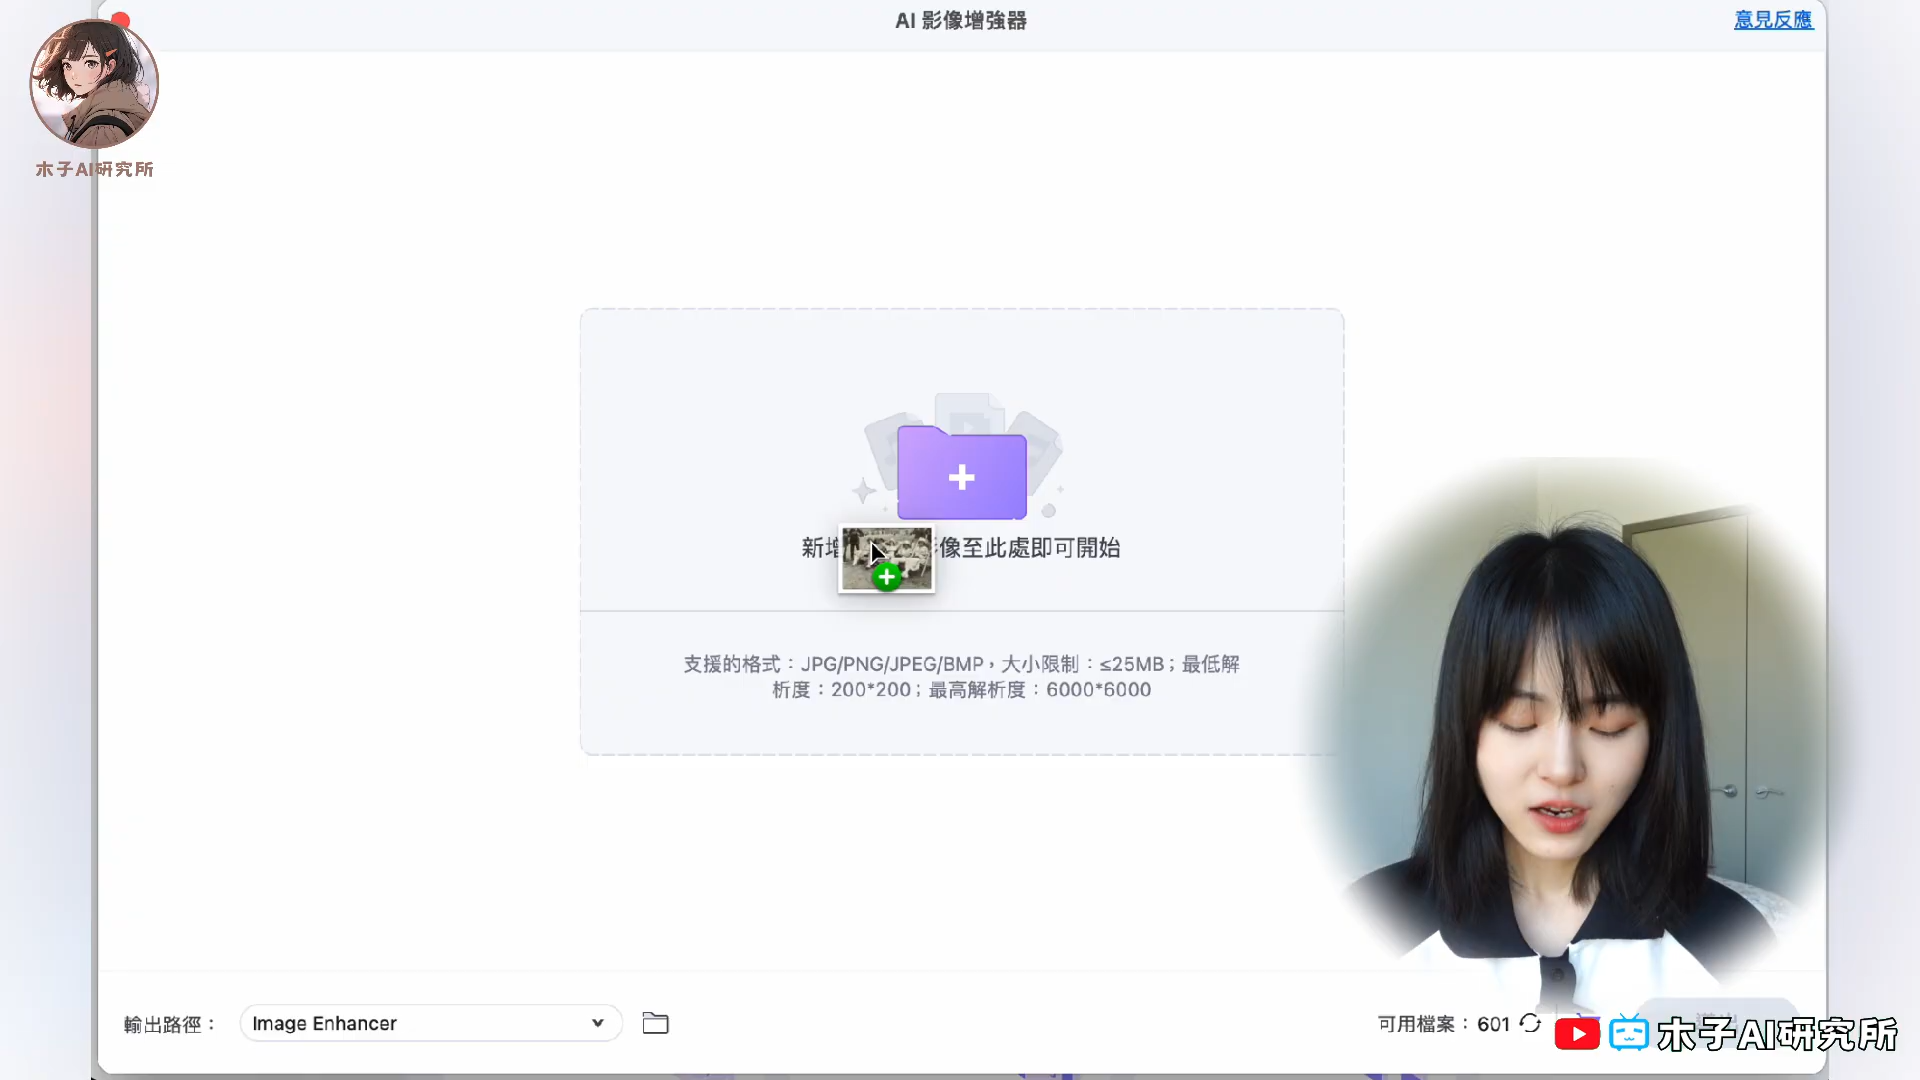 AI 影像增強器
意見反應
木子AI研究所
新增
像至此處即可開始
支援的格式：JPG/PNG/JPEG/BMP，大小限制：≤25MB；最低解
析度：200*200；最高解析度：6000*6000
輸出路徑：
Image Enhancer
可用檔案：601
木子AI研究所